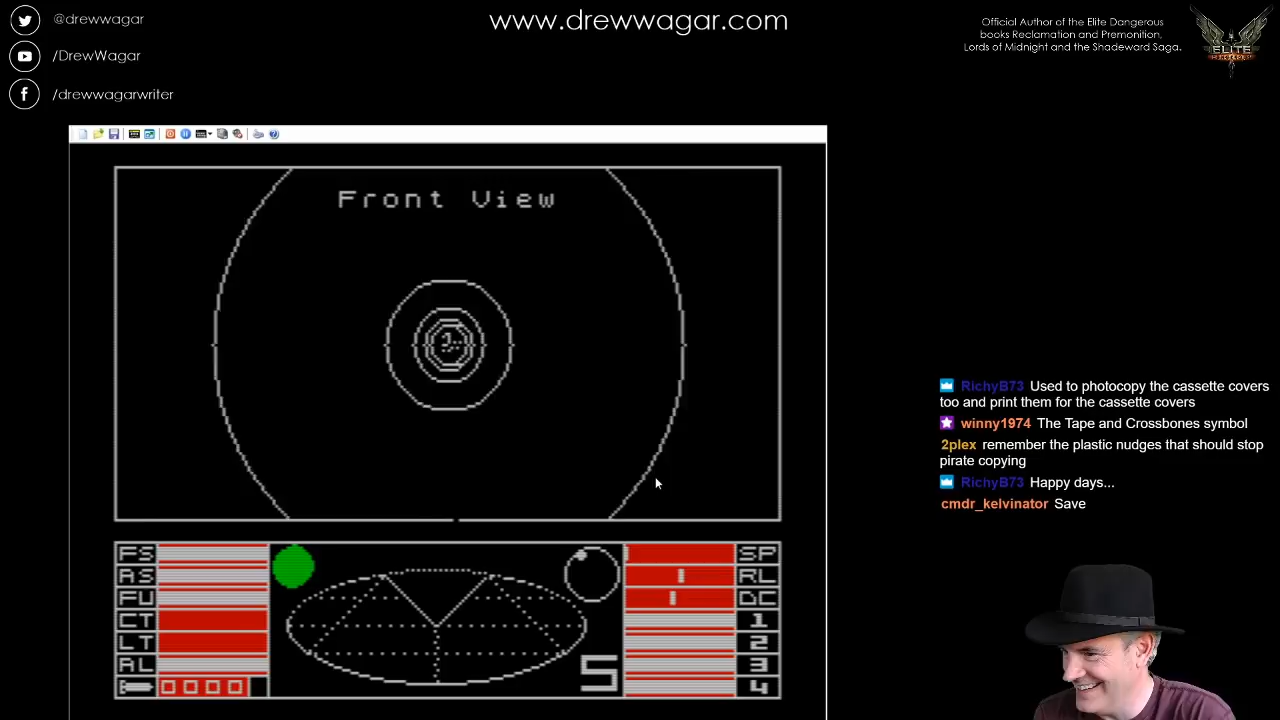 @drewwagar
/DrewWagar
/drewwagarwriter
www.drewwagar.com
Official Author of the Elite Dangerous
books Reclamation and Premonition,
Lords of Midnight and the Shadeward Saga.
ELITE
DANGEROUS
Front View
FS
AS
FU
CT
LT
AL
S
SP
RL
DC
1
2
3
4
RichyB73 Used to photocopy the cassette covers
too and print them for the cassette covers
winny1974 The Tape and Crossbones symbol
2plex remember the plastic nudges that should stop
pirate copying
RichyB73 Happy days...
cmdr_kelvinator Save